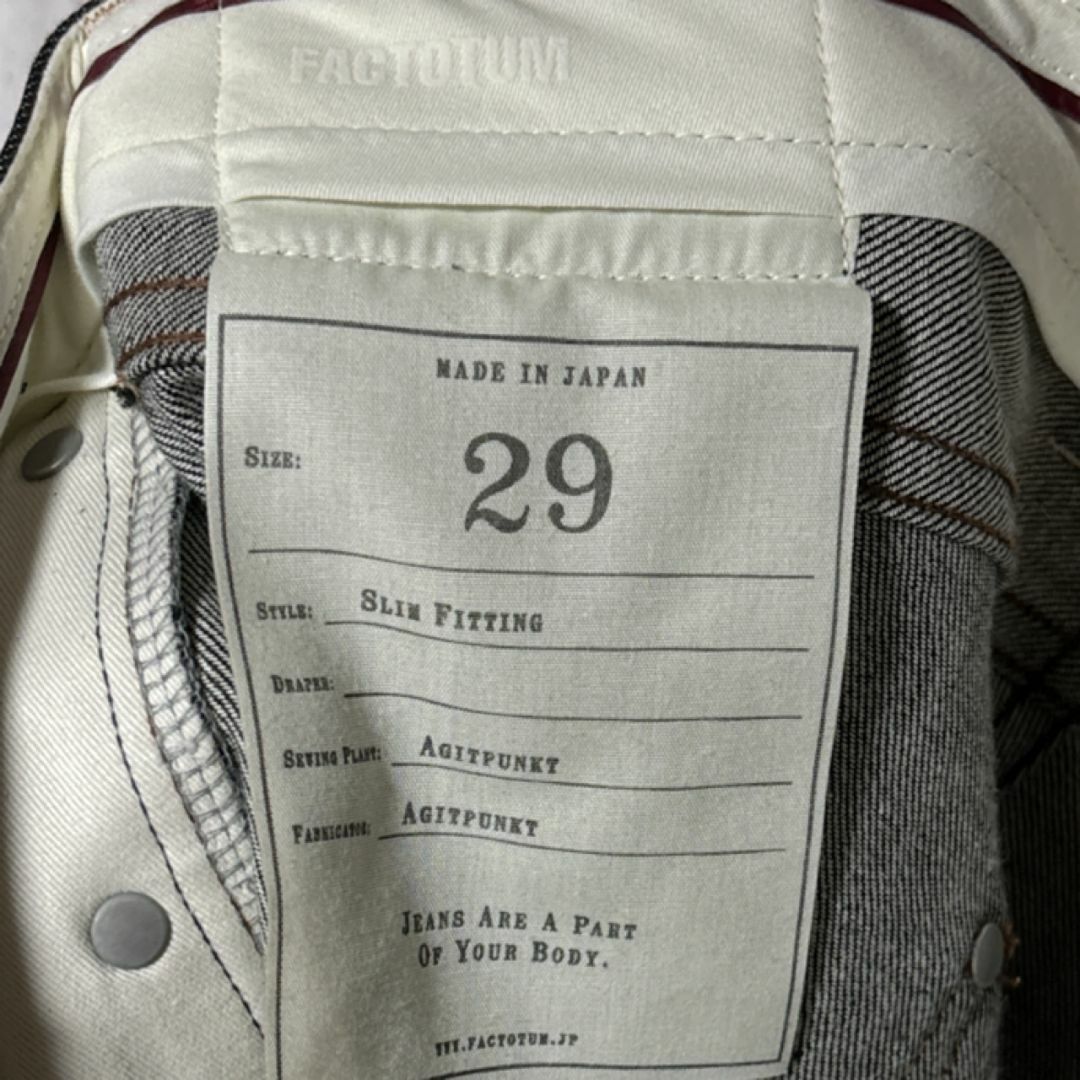 FACTOTUM
MADE IN JAPAN
SIZE: 29
STYLE: SLIM FITTING
DRAPER:
SEWING PLANT: AGITPUNKT
FABRICATOR: AGITPUNKT
JEANS ARE A PART
OF YOUR BODY.
WWW.FACTOTUM.JP